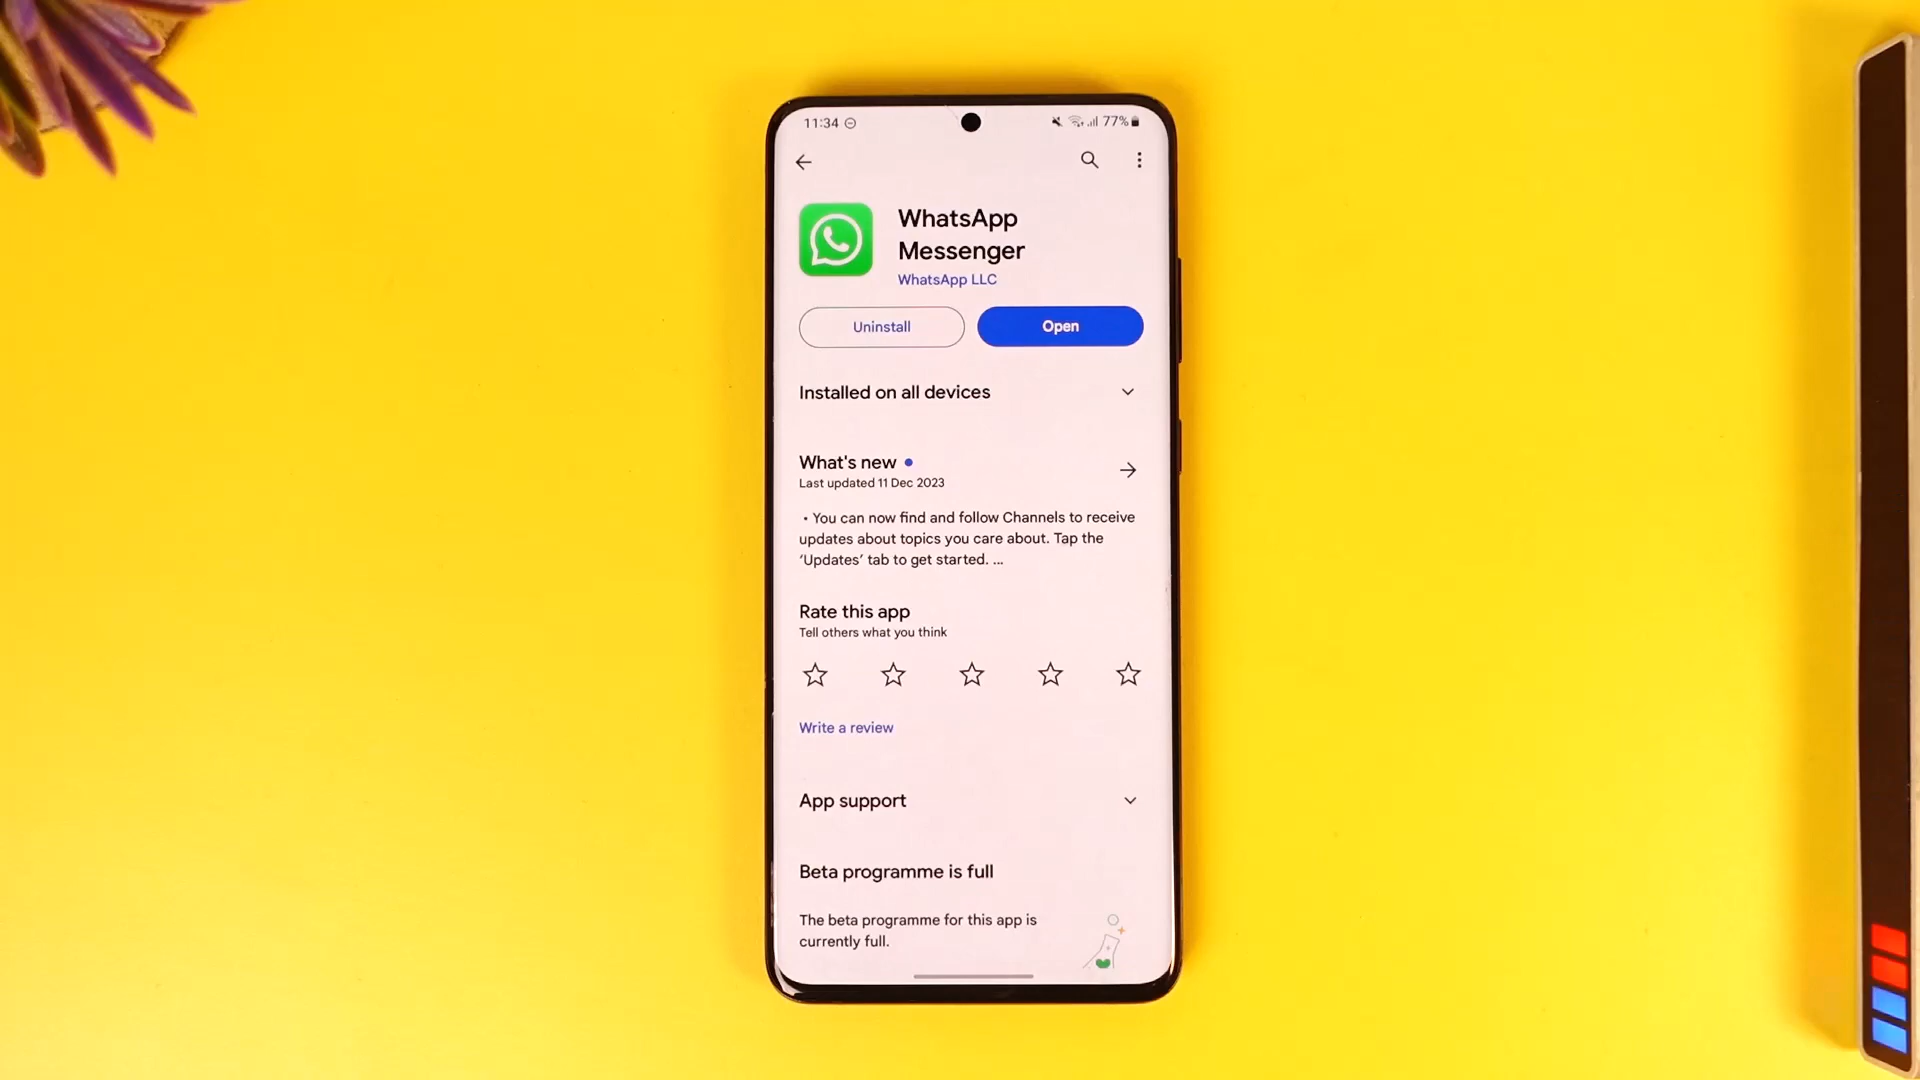 11:34
77%
WhatsApp
Messenger
WhatsApp LLC
Uninstall
Open
Installed on all devices
What's new
Last updated 11 Dec 2023
• You can now find and follow Channels to receive
updates about topics you care about. Tap the
‘Updates’ tab to get started. ...
Rate this app
Tell others what you think
Write a review
App support
Beta programme is full
The beta programme for this app is
currently full.